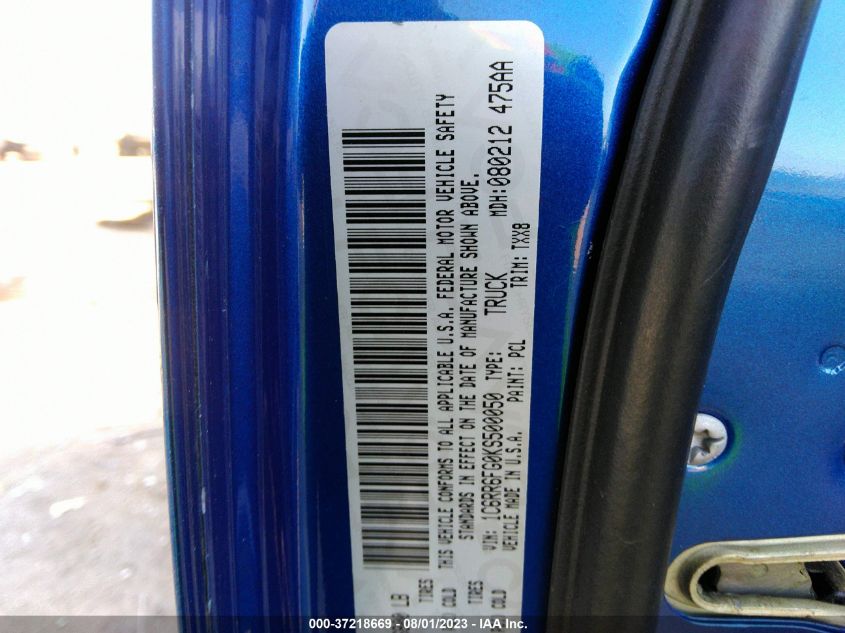 THIS VEHICLE CONFORMS TO ALL APPLICABLE U.S.A. FEDERAL MOTOR VEHICLE SAFETY
STANDARDS IN EFFECT ON THE DATE OF MANUFACTURE SHOWN ABOVE.
VIN: 1C6RR6FG0KS500050 TYPE: TRUCK MDH:080212 475AA
VEHICLE MADE IN U.S.A. PAINT: PCL TRIM: TXX8
LB
TIRES
COLD
TIRES
COLD
000-37218669 - 08/01/2023 -